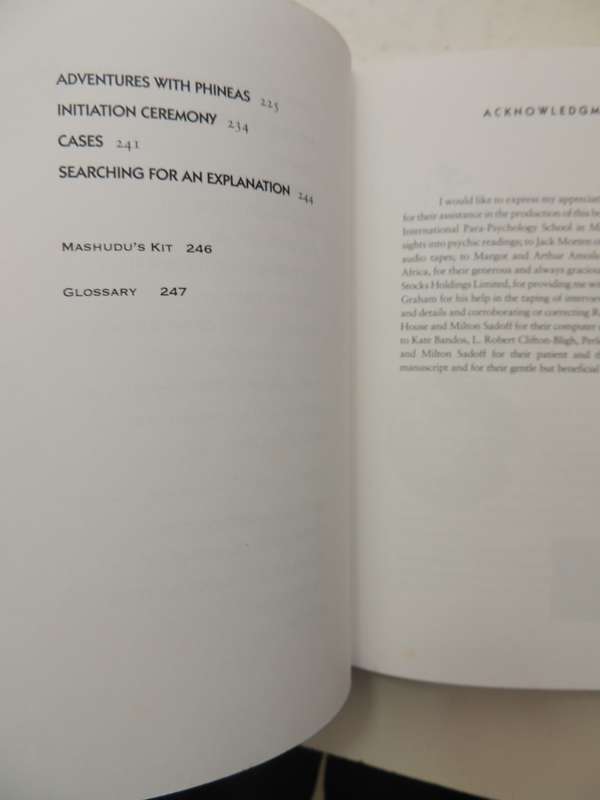 ADVENTURES WITH PHINEAS 225
INITIATION CEREMONY 234
CASES 241
SEARCHING FOR AN EXPLANATION 244
MASHUDU'S KIT 246
GLOSSARY 247
ACKNOWLEDGM
I would like to express my appreciat
for their assistance in the production of this b
International Para-Psychology School at Mi
sights into psychic readings; to Jack Morten o
audio tapes; to Margot and Arthur
Africa, for their generous and always gracious
Stocks Holdings Limited, for providing me w
Graham for his help in the taping of interview
and details and corroborating or correcting R
House and Milton Sadoff for their computer
to Kate Bandos, L. Robert Clifton-Bligh, Perl
and Milton Sadoff for their patient and d
manuscript and for their gentle but beneficial